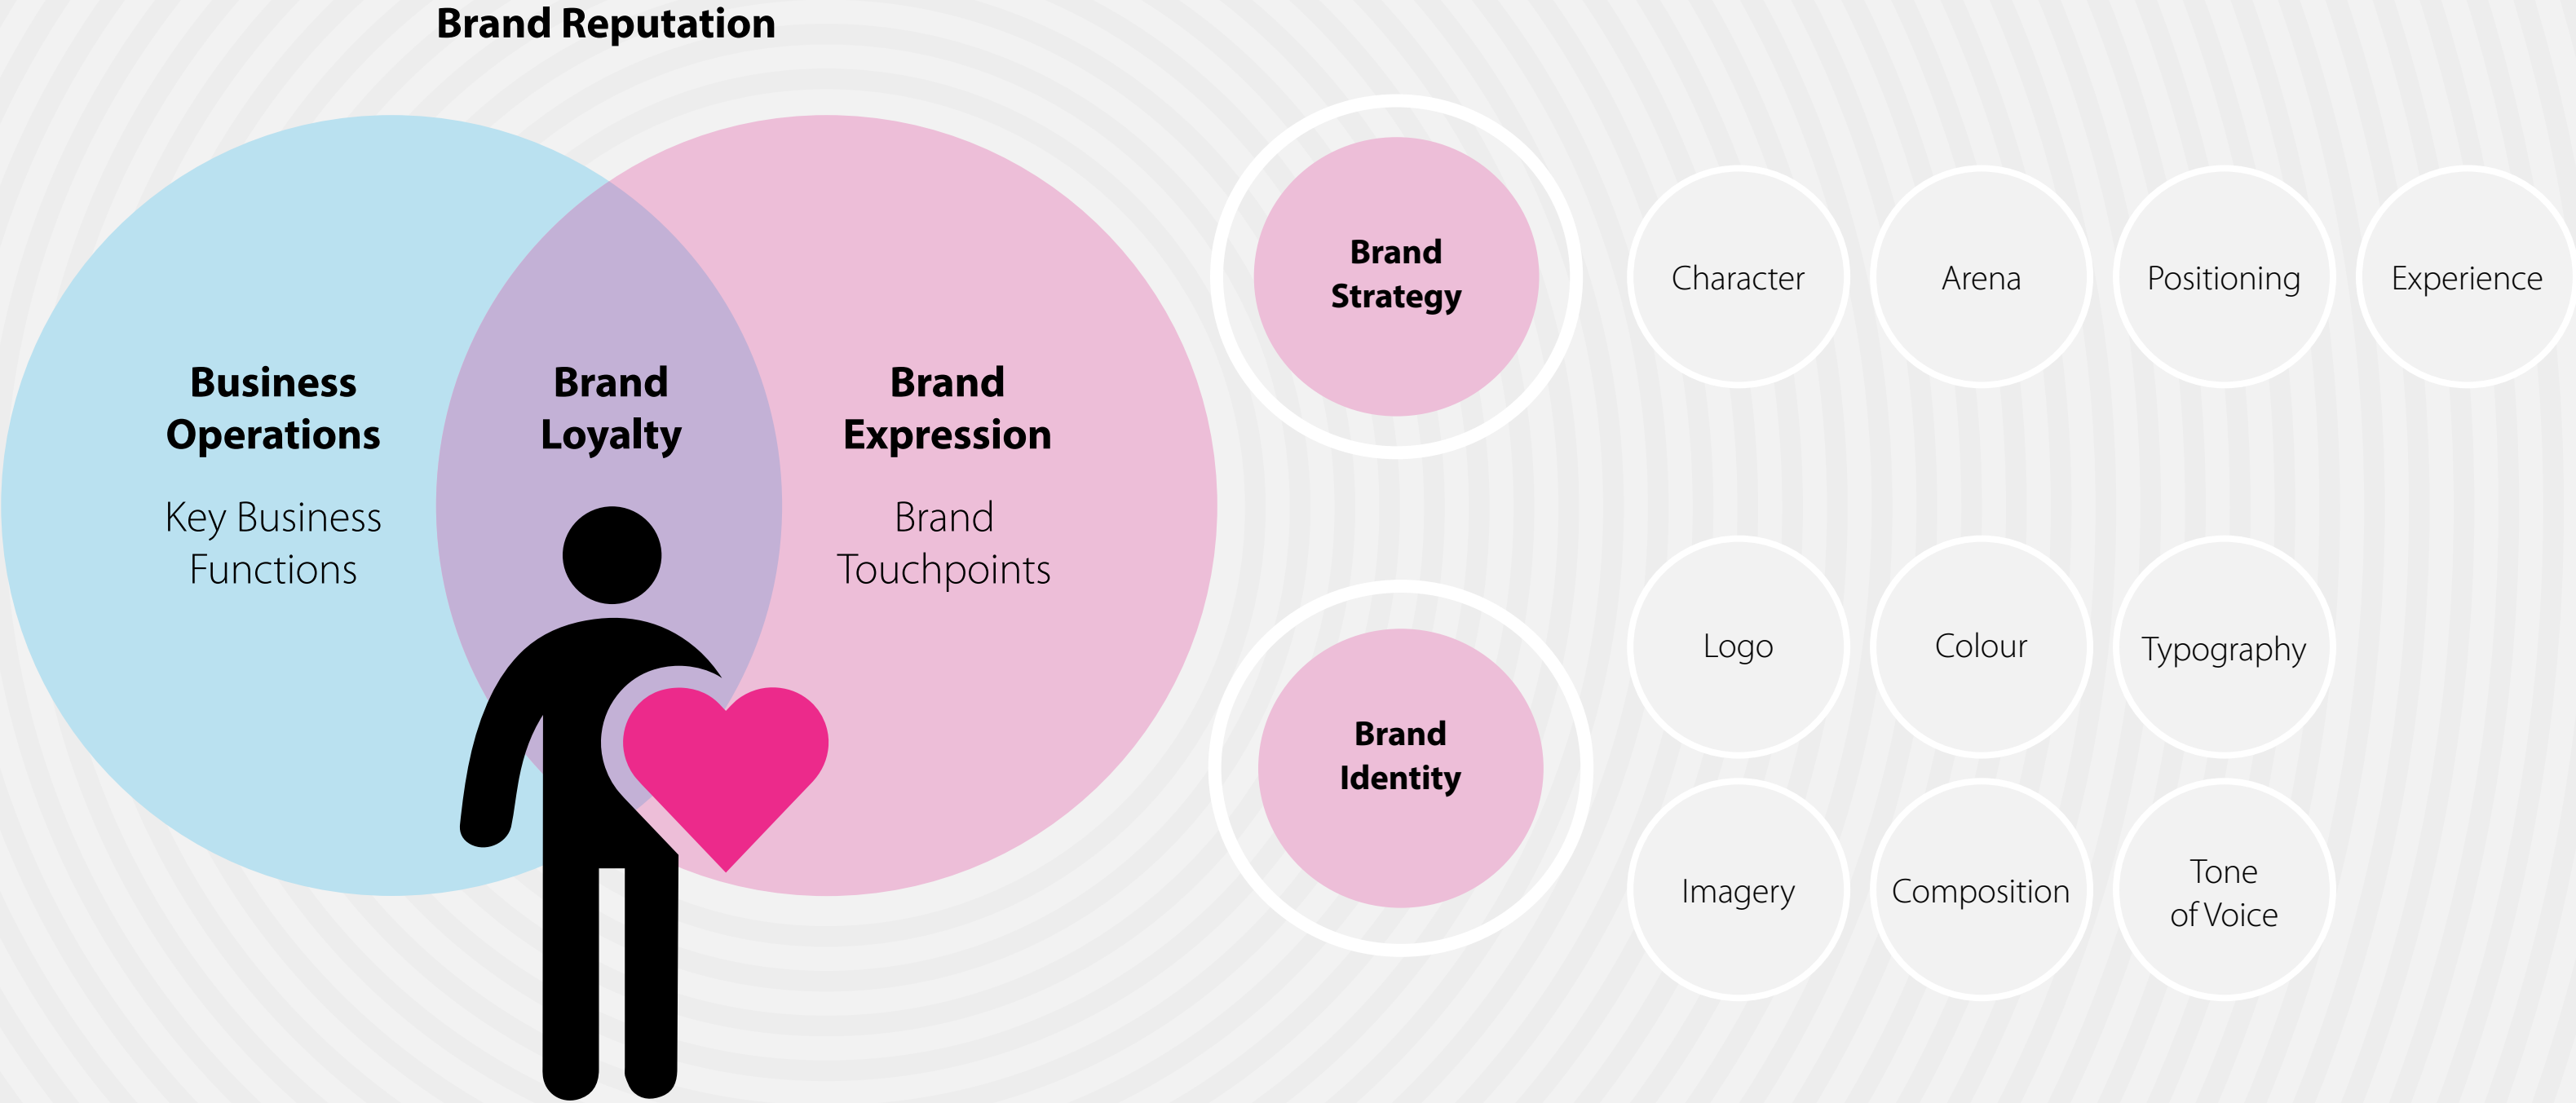 Brand Reputation
Business
Operations
Key Business
Functions
Brand
Loyalty
Brand
Expression
Brand
Touchpoints
Brand
Strategy
Character
Arena
Positioning
Experience
Brand
Identity
Logo
Colour
Typography
Imagery
Composition
Tone
of Voice